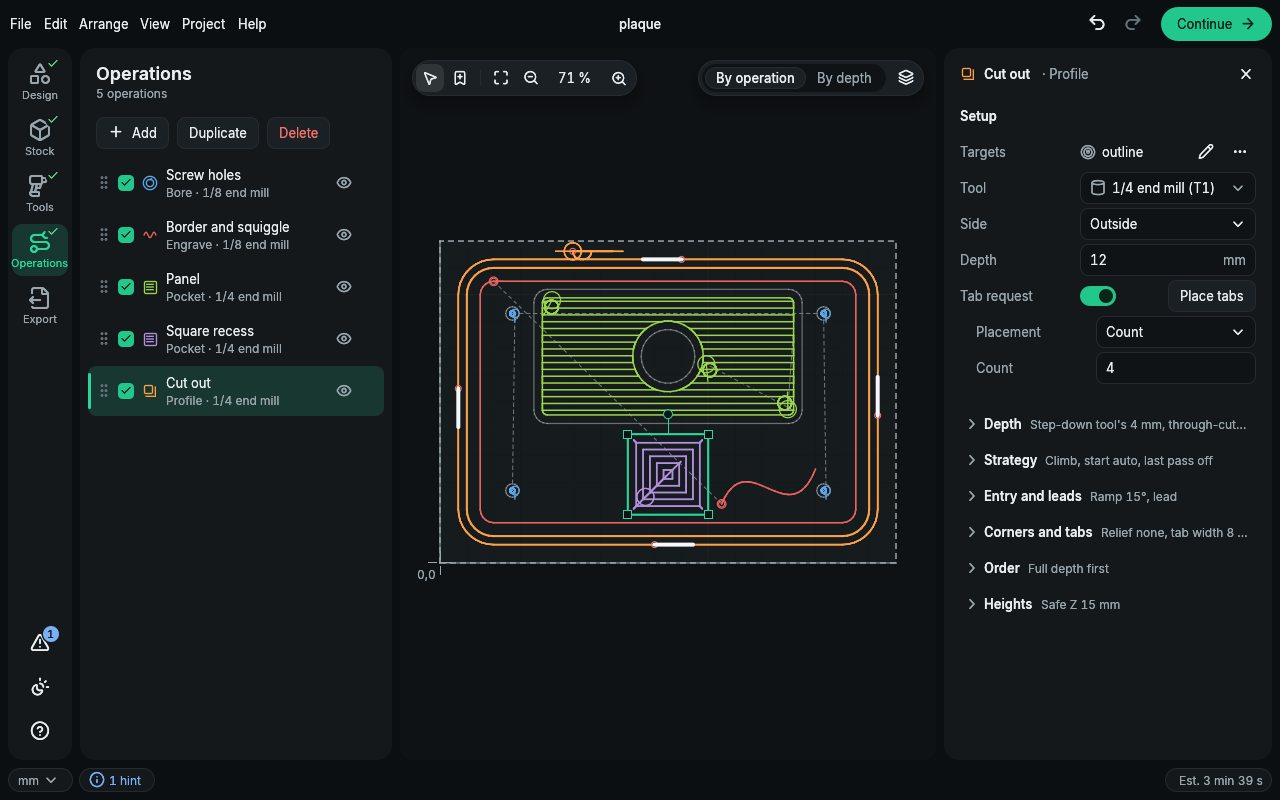 File Edit Arrange View Project Help
plaque
Continue
Design
Stock
Tools
Operations
Export
1
Operations
5 operations
Add
Duplicate
Delete
Screw holes
Bore · 1/8 end mill
Border and squiggle
Engrave · 1/8 end mill
Panel
Pocket · 1/4 end mill
Square recess
Pocket · 1/4 end mill
Cut out
Profile · 1/4 end mill
71 %
By operation
By depth
0,0
Cut out · Profile
Setup
Targets outline
Tool 1/4 end mill (T1)
Side Outside
Depth 12 mm
Tab request Place tabs
Placement Count
Count 4
Depth Step-down tool's 4 mm, through-cut...
Strategy Climb, start auto, last pass off
Entry and leads Ramp 15°, lead
Corners and tabs Relief none, tab width 8 ...
Order Full depth first
Heights Safe Z 15 mm
mm
1 hint
Est. 3 min 39 s